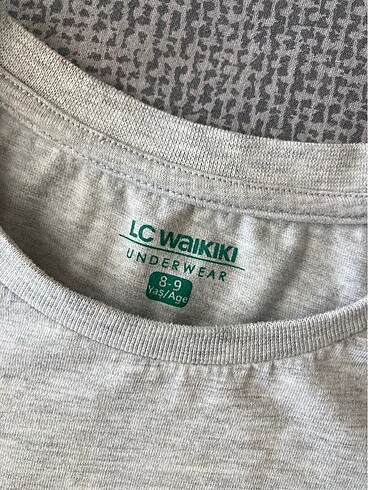 LC WaiKiKi
UNDERWEAR
8-9
Yaş/Age